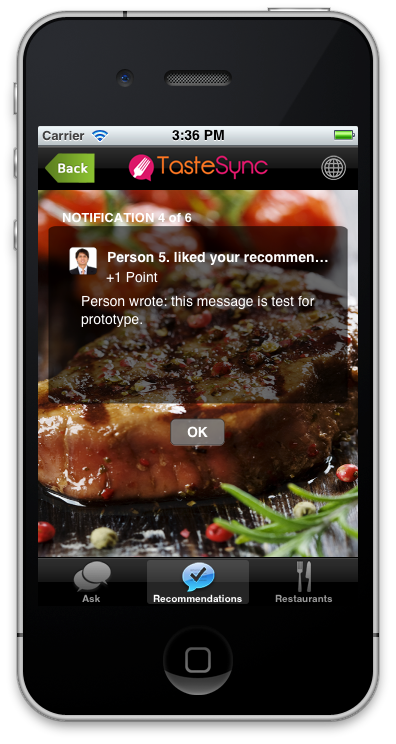 Carrier 3:36 PM
Back TasteSync
NOTIFICATION 4 of 6
Person 5. liked your recommen...
+1 Point
Person wrote: this message is test for
prototype.
OK
Ask Recommendations Restaurants